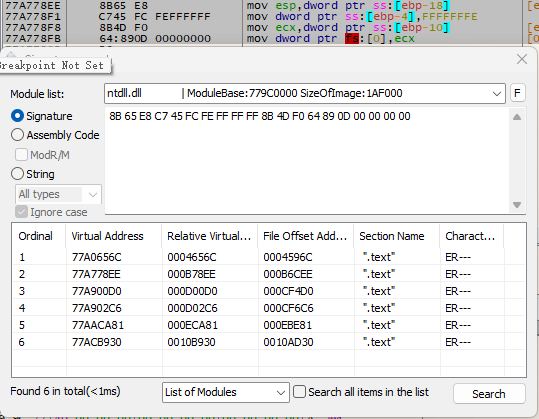 77A778EE 8B65 E8 mov esp,dword ptr ss:[ebp-18]
77A778F1 C745 FC FEFFFFFF mov dword ptr ss:[ebp-4],FFFFFFFE
77A778F8 8B4D F0 mov ecx,dword ptr ss:[ebp-10]
77A778FB 64:890D 00000000 mov dword ptr fs:[0],ecx
Breakpoint Not Set
Module list: ntdll.dll | ModuleBase:779C0000 SizeOfImage:1AF000 F
Signature 8B 65 E8 C7 45 FC FE FF FF FF 8B 4D F0 64 89 0D 00 00 00 00
Assembly Code
ModR/M
String
All types
Ignore case
Ordinal Virtual Address Relative Virtual... File Offset Add... Section Name Charact...
1 77A0656C 0004656C 0004596C ".text" ER---
2 77A778EE 000B78EE 000B6CEE ".text" ER---
3 77A900D0 000D00D0 000CF4D0 ".text" ER---
4 77A902C6 000D02C6 000CF6C6 ".text" ER---
5 77AACA81 000ECA81 000EBE81 ".text" ER---
6 77ACB930 0010B930 0010AD30 ".text" ER---
Found 6 in total(<1ms) List of Modules Search all items in the list Search